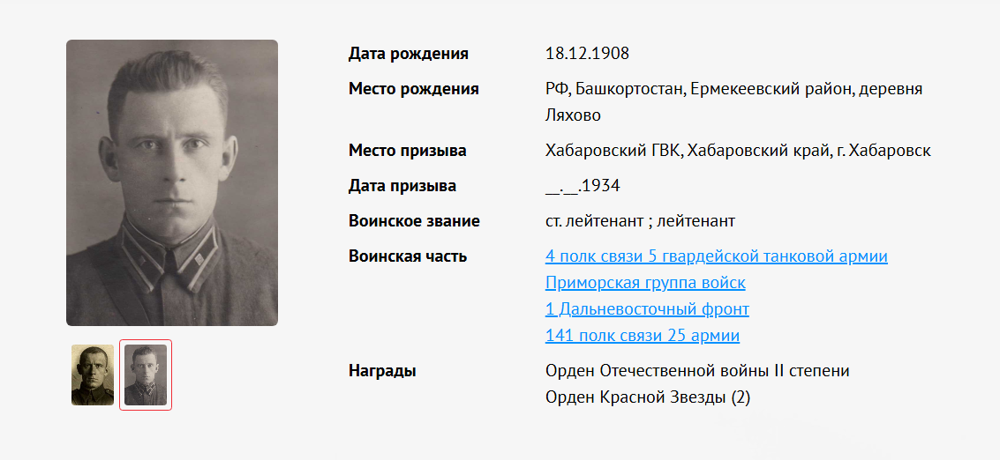 Дата рождения 18.12.1908
Место рождения РФ, Башкортостан, Ермекеевский район, деревня
Ляхово
Место призыва Хабаровский ГВК, Хабаровский край, г. Хабаровск
Дата призыва __.__.1934
Воинское звание ст. лейтенант ; лейтенант
Воинская часть 4 полк связи 5 гвардейской танковой армии
Приморская группа войск
1 Дальневосточный фронт
141 полк связи 25 армии
Награды Орден Отечественной войны II степени
Орден Красной Звезды (2)